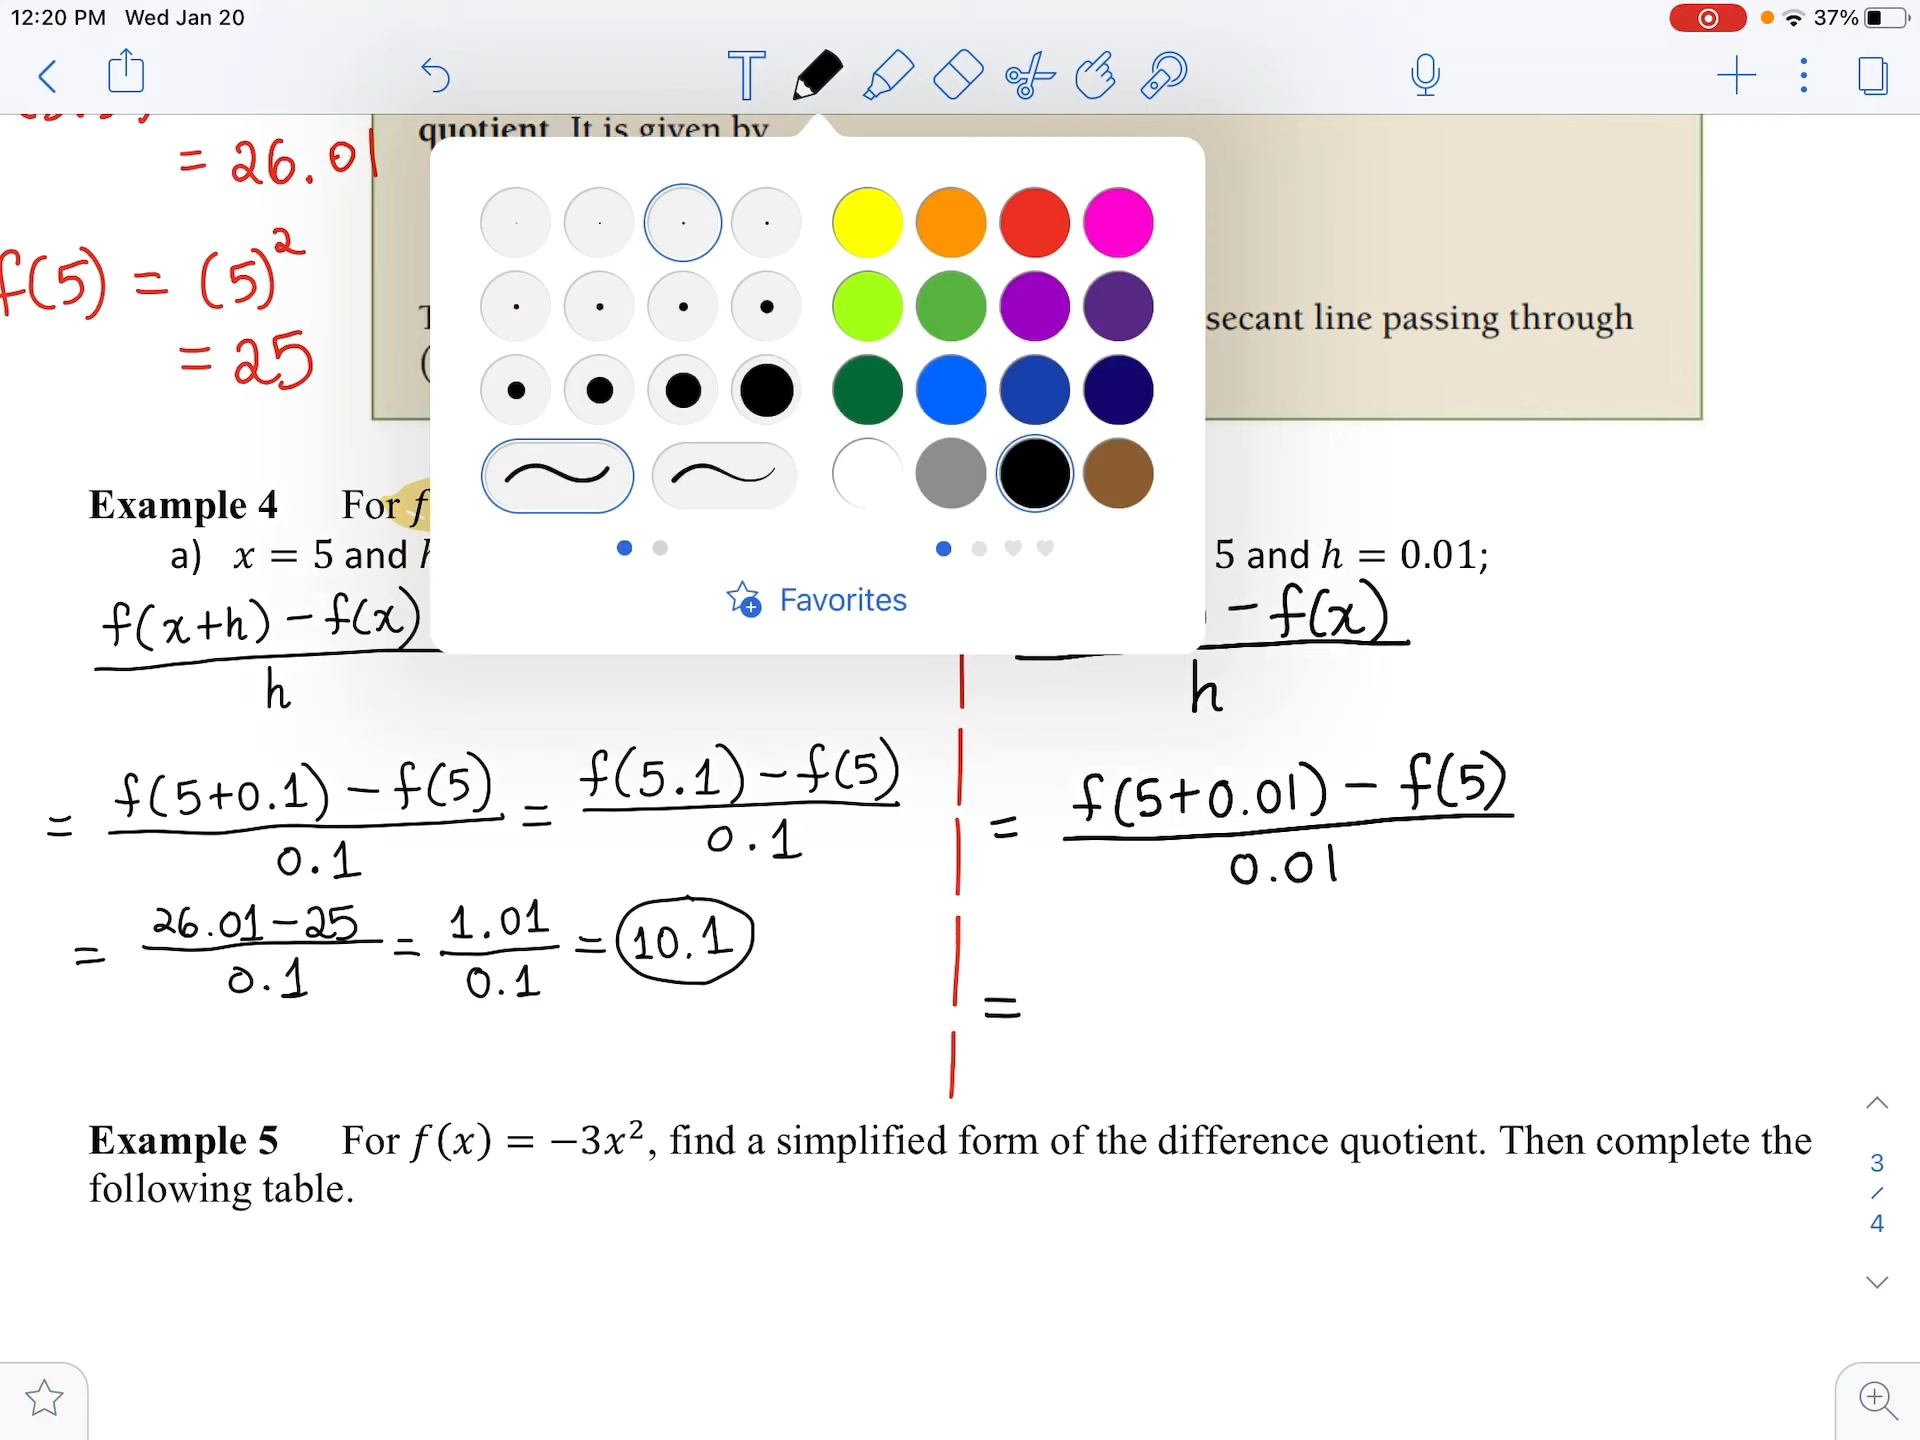 12:20 PM Wed Jan 20
37%
T
= 26.01
f(5) = (5)²
= 25
quotient. It is given by
secant line passing through
(
Example 4 For f
a) x = 5 and h
5 and h = 0.01;
f(x+h) - f(x)
h
- f(x)
h
= f(5+0.1) - f(5) = f(5.1) - f(5)
0.1 0.1
= f(5+0.01) - f(5)
0.01
= 26.01-25 = 1.01 = 10.1
0.1 0.1
=
Favorites
Example 5 For f(x) = −3x², find a simplified form of the difference quotient. Then complete the
following table.
3
/
4